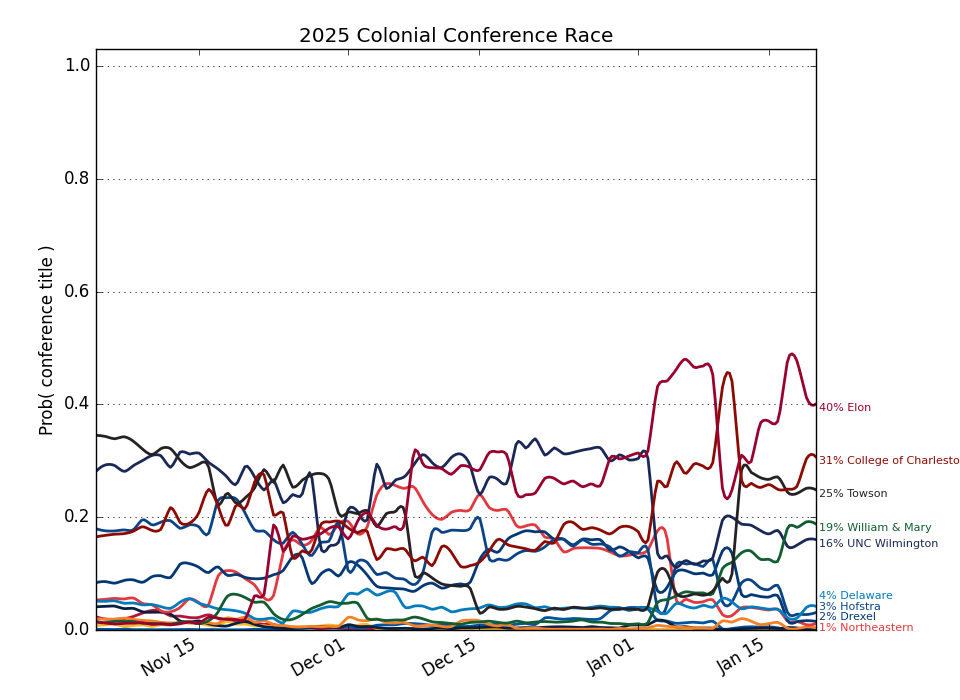 2025 Colonial Conference Race
Prob( conference title )
1.0
0.8
0.6
0.4
0.2
0.0
Nov 15
Dec 01
Dec 15
Jan 01
Jan 15
40% Elon
31% College of Charlesto
25% Towson
19% William & Mary
16% UNC Wilmington
4% Delaware
3% Hofstra
2% Drexel
1% Northeastern